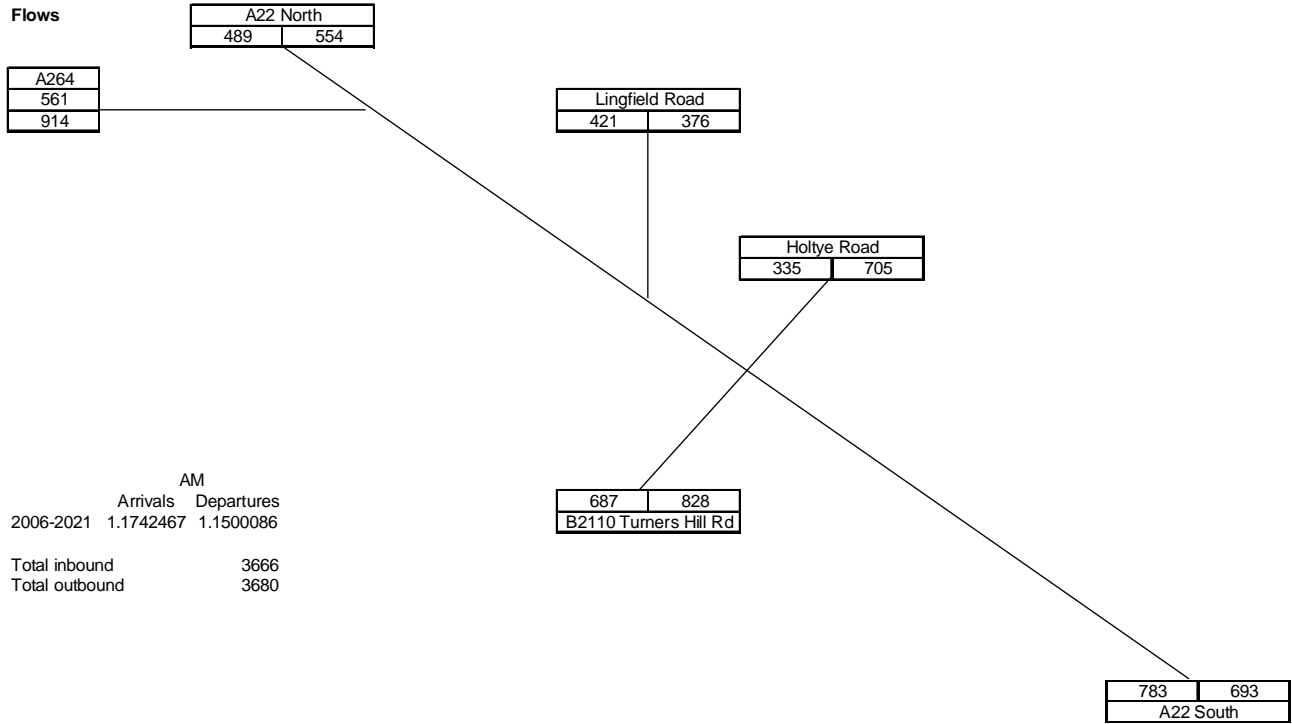 Flows
A22 North
489 554
A264
561
914
Lingfield Road
421 376
Holtye Road
335 705
AM
Arrivals Departures
2006-2021 1.1742467 1.1500086
Total inbound 3666
Total outbound 3680
687 828
B2110 Turners Hill Rd
783 693
A22 South